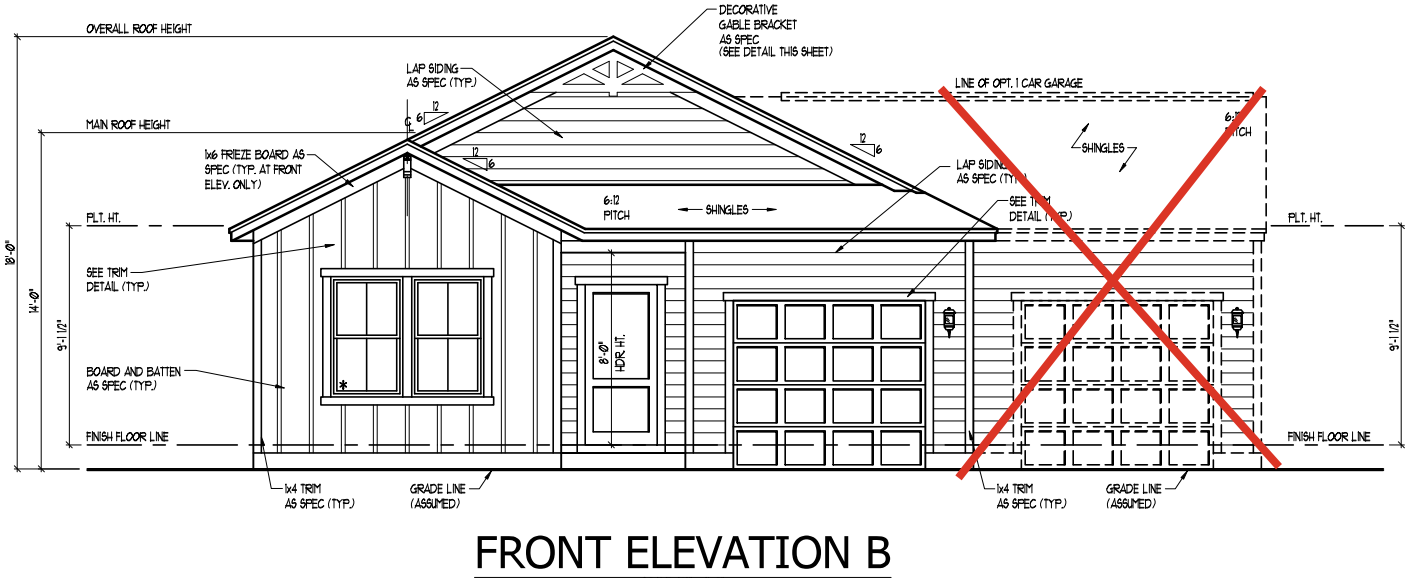 OVERALL ROOF HEIGHT
DECORATIVE
GABLE BRACKET
AS SPEC
(SEE DETAIL THIS SHEET)
LAP SIDING
AS SPEC (TYP.)
LINE OF OPT. 1 CAR GARAGE
12
6
C
L
MAIN ROOF HEIGHT
1x6 FRIEZE BOARD AS
SPEC (TYP. AT FRONT
ELEV. ONLY)
12
6
12
6
LAP SIDING
AS SPEC (TYP.)
SHINGLES
6:12
PITCH
6:12
PITCH
SHINGLES
SEE TRIM
DETAIL (TYP.)
PLT. HT.
PLT. HT.
18'-0"
14'-0"
9'-1 1/2"
SEE TRIM
DETAIL (TYP.)
8'-0"
HDR HT.
9'-1 1/2"
BOARD AND BATTEN
AS SPEC (TYP.)
*
FINISH FLOOR LINE
FINISH FLOOR LINE
1x4 TRIM
AS SPEC (TYP.)
GRADE LINE
(ASSUMED)
1x4 TRIM
AS SPEC (TYP.)
GRADE LINE
(ASSUMED)
FRONT ELEVATION B